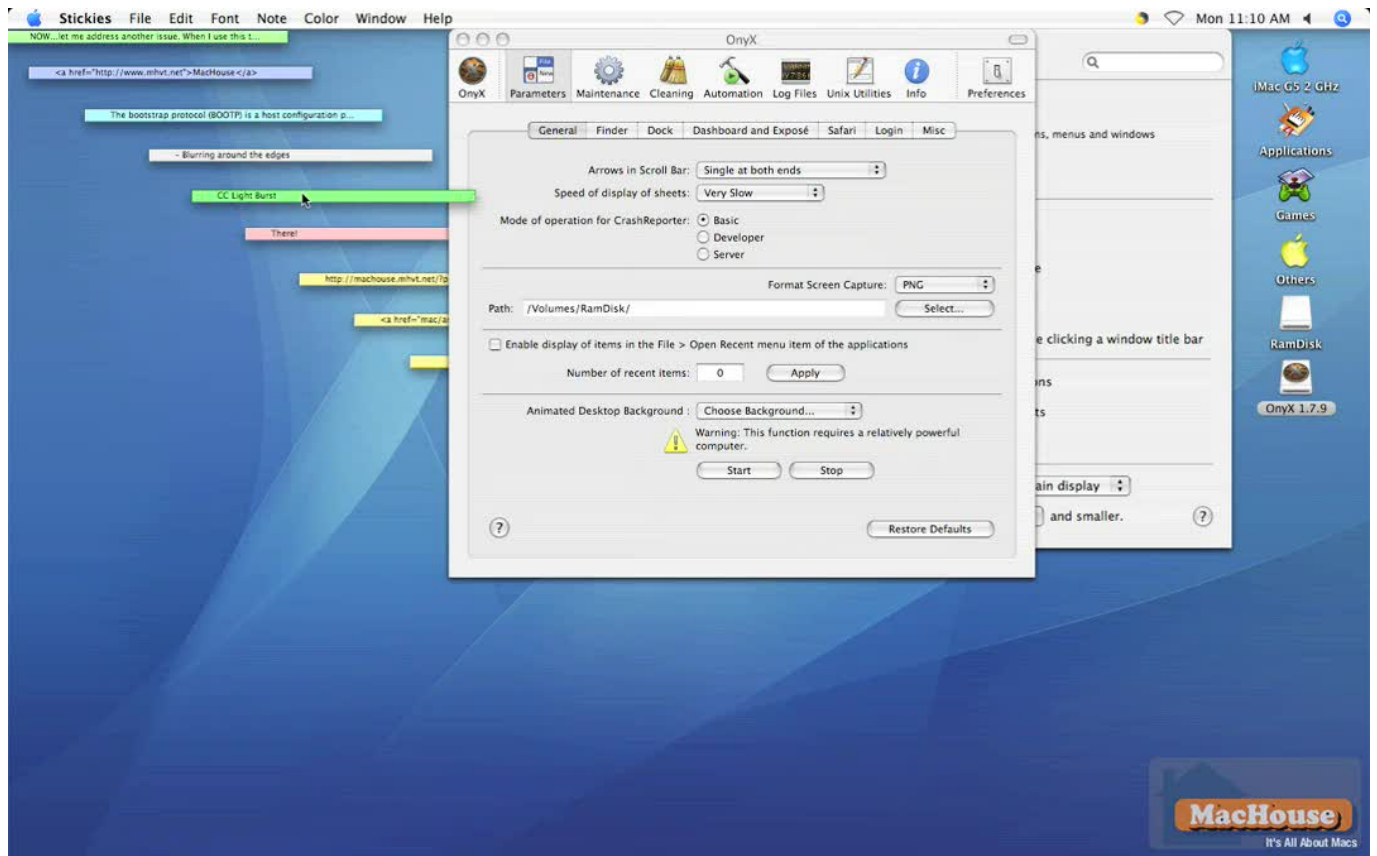 Stickies File Edit Font Note Color Window Help
Mon 11:10 AM
NOW...let me address another issue. When I use this t...
<a href="http://www.mhvt.net">MacHouse</a>
The bootstrap protocol (BOOTP) is a host configuration p...
- Blurring around the edges
CC Light Burst
There!
http://machouse.mhvt.net/?p
<a href="mac/a
OnyX
OnyX Parameters Maintenance Cleaning Automation Log Files Unix Utilities Info Preferences
General Finder Dock Dashboard and Exposé Safari Login Misc
Arrows in Scroll Bar: Single at both ends
Speed of display of sheets: Very Slow
Mode of operation for CrashReporter: Basic
Developer
Server
Format Screen Capture: PNG
Path: /Volumes/RamDisk/ Select...
Enable display of items in the File > Open Recent menu item of the applications
Number of recent items: 0 Apply
Animated Desktop Background : Choose Background...
Warning: This function requires a relatively powerful
computer.
Start Stop
? Restore Defaults
ns, menus and windows
e
e clicking a window title bar
ons
ts
ain display
and smaller. ?
iMac G5 2 GHz
Applications
Games
Others
RamDisk
OnyX 1.7.9
MacHouse
It's All About Macs